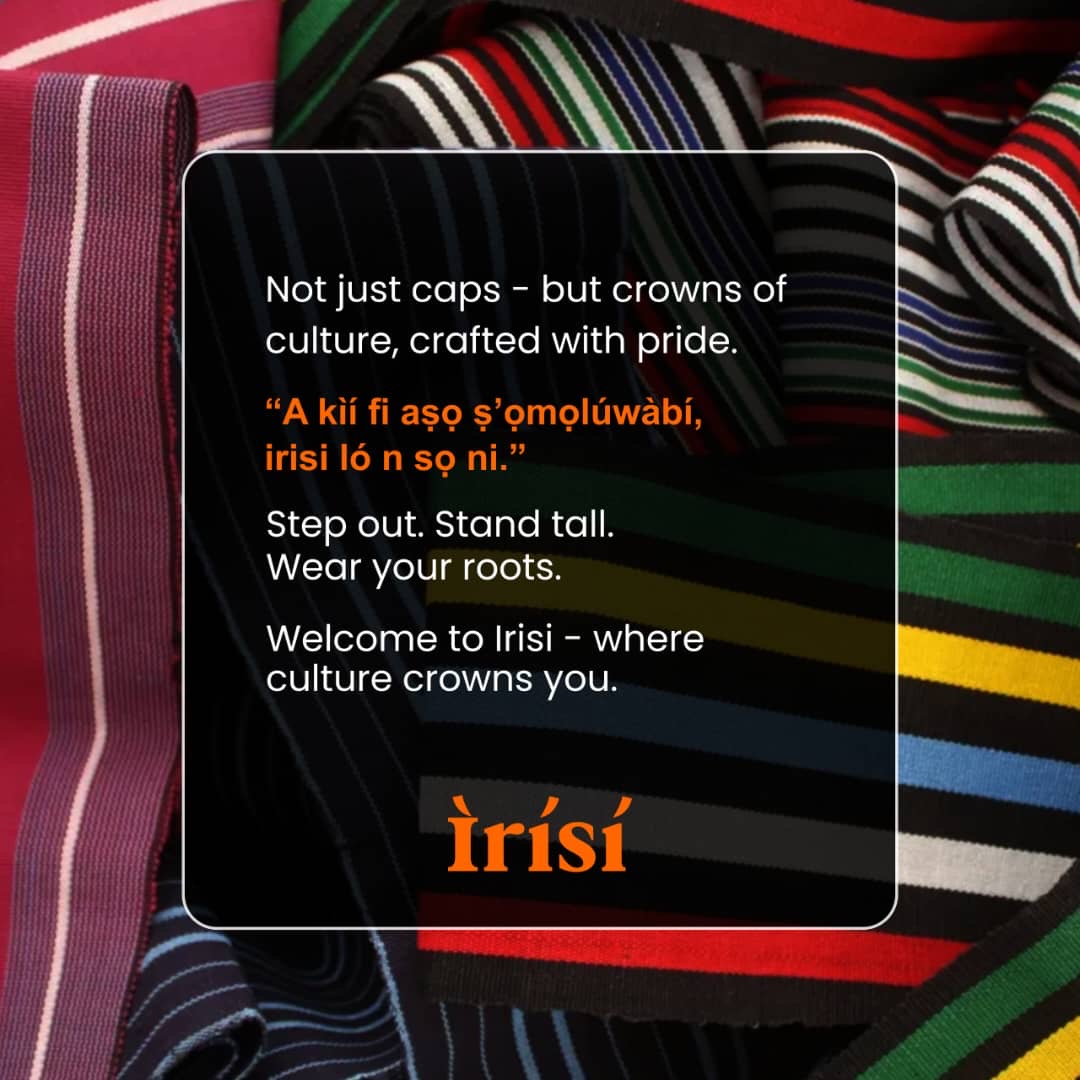 Not just caps - but crowns of
culture, crafted with pride.
“A kìí fi aṣọ ṣ’ọmọlúwàbí,
irisi ló n sọ ni.”
Step out. Stand tall.
Wear your roots.
Welcome to Irisi - where
culture crowns you.
Ìrísí